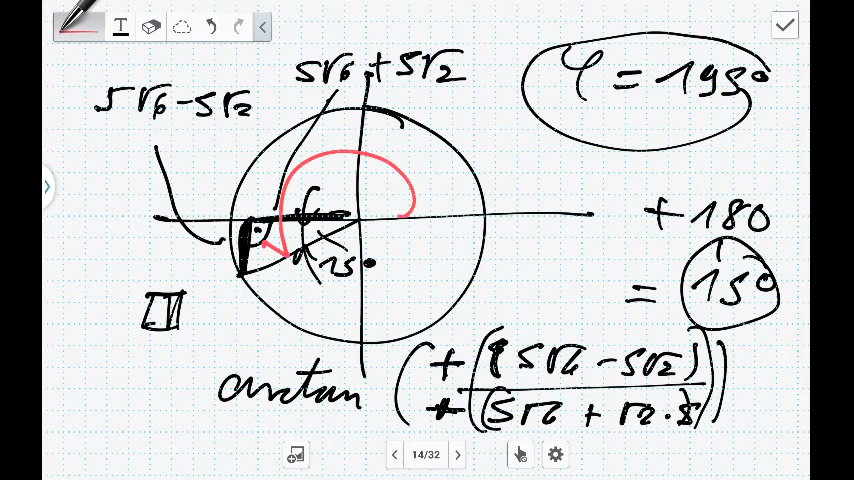 T
5√6 + 5√2
5√6 - 5√2
φ = 195°
15°
+ 180
= 15°
III
arctan ( + (5√6 - 5√2) / + (5√6 + √2 · 5) )
14/32